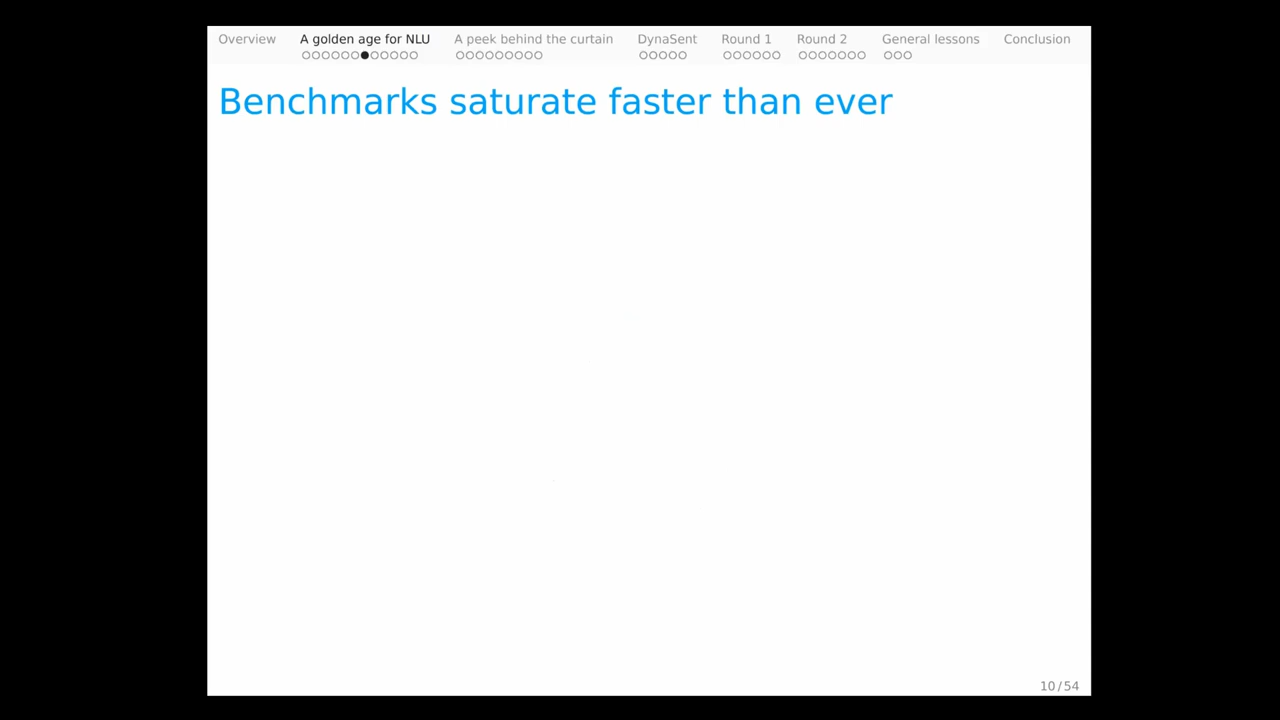 Overview A golden age for NLU A peek behind the curtain DynaSent Round 1 Round 2 General lessons Conclusion
Benchmarks saturate faster than ever
10/54